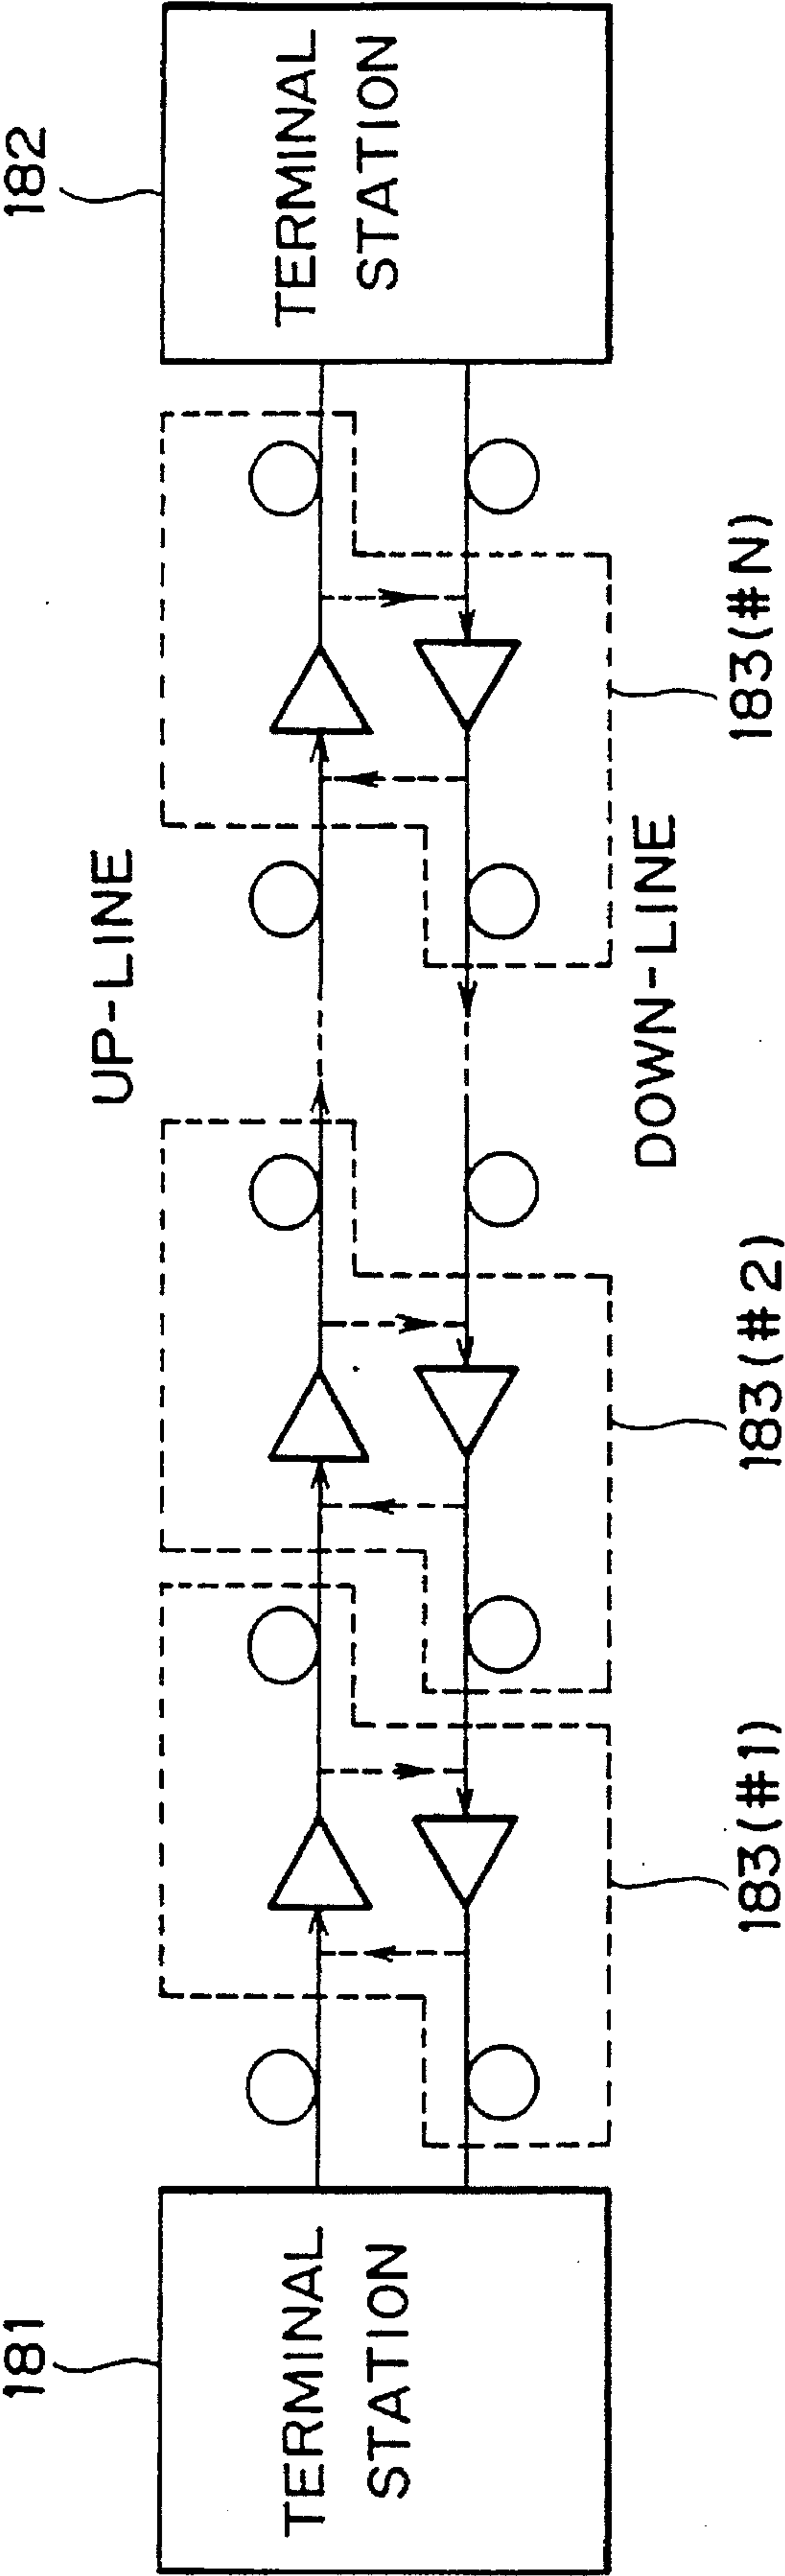 181
TERMINAL
STATION
UP-LINE
182
TERMINAL
STATION
183(#1)
183(#2)
DOWN-LINE
183(#N)